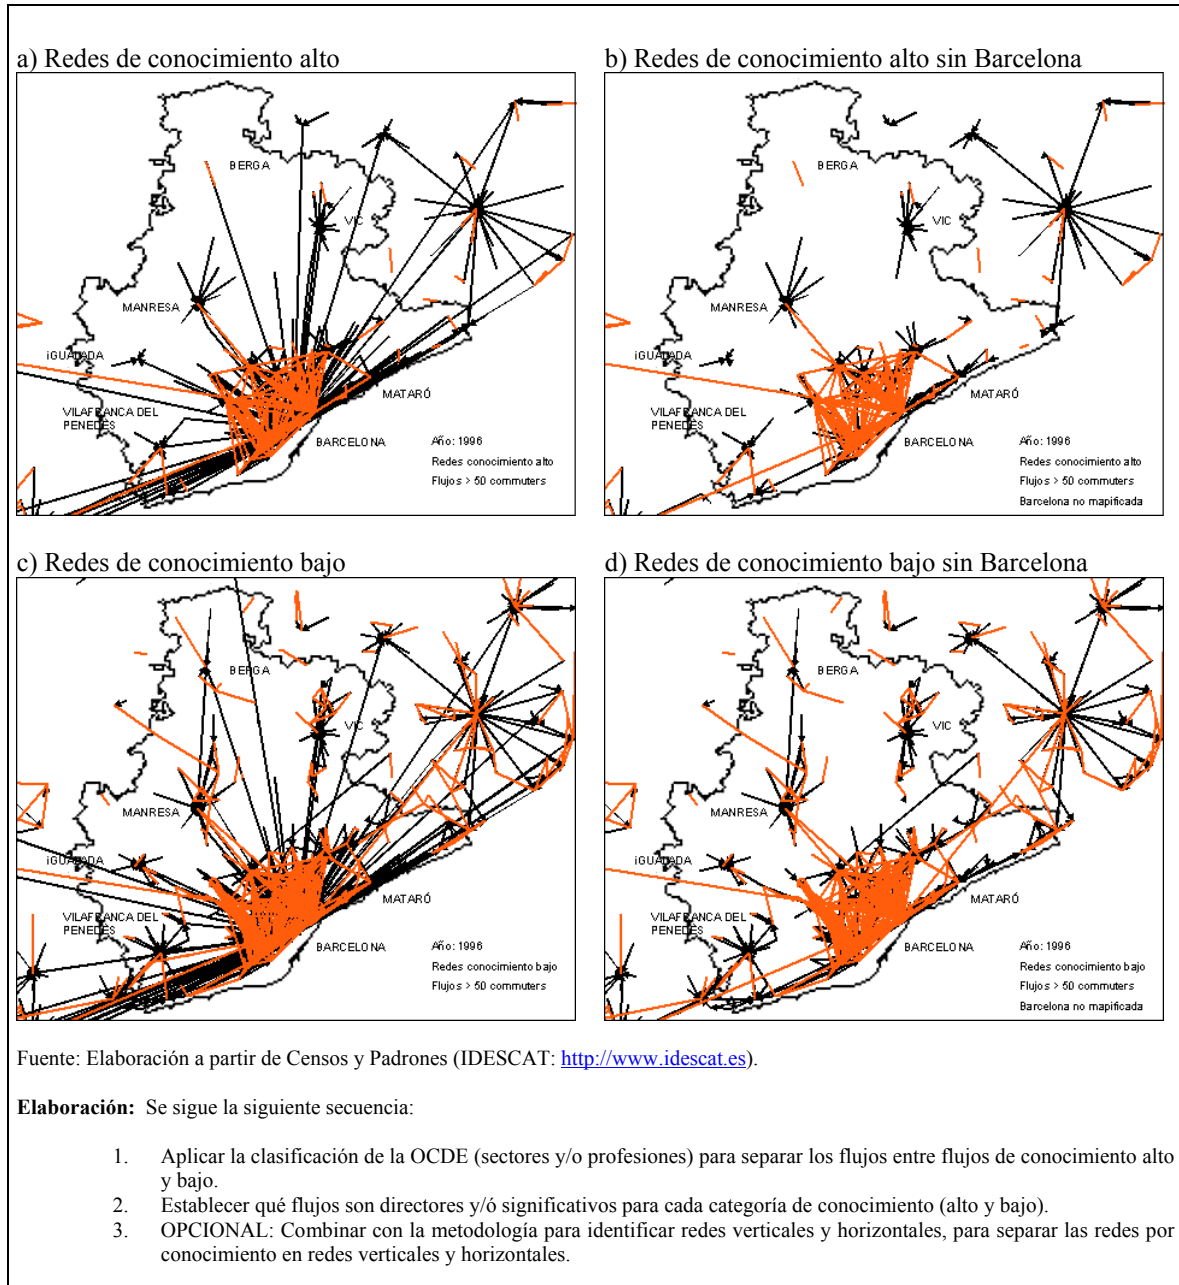 a) Redes de conocimiento alto
BERGA
VIC
MANRESA
iGUALADA
MATARÓ
VILAFRANCA DEL
PENEDÈS
BARCELONA
Año: 1996
Redes conocimiento alto
Flujos > 50 commuters
b) Redes de conocimiento alto sin Barcelona
BERGA
VIC
MANRESA
iGUALADA
MATARÓ
VILAFRANCA DEL
PENEDÈS
BARCELONA
Año: 1996
Redes conocimiento alto
Flujos > 50 commuters
Barcelona no mapificada
c) Redes de conocimiento bajo
BERGA
VIC
MANRESA
iGUALADA
MATARÓ
VILAFRANCA DEL
PENEDÈS
BARCELONA
Año: 1996
Redes conocimiento bajo
Flujos > 50 commuters
d) Redes de conocimiento bajo sin Barcelona
BERGA
VIC
MANRESA
iGUALADA
MATARÓ
VILAFRANCA DEL
PENEDÈS
BARCELONA
Año: 1996
Redes conocimiento bajo
Flujos > 50 commuters
Barcelona no mapificada
Fuente: Elaboración a partir de Censos y Padrones (IDESCAT: http://www.idescat.es).
Elaboración: Se sigue la siguiente secuencia:
1. Aplicar la clasificación de la OCDE (sectores y/o profesiones) para separar los flujos entre flujos de conocimiento alto
y bajo.
2. Establecer qué flujos son directores y/ó significativos para cada categoría de conocimiento (alto y bajo).
3. OPCIONAL: Combinar con la metodología para identificar redes verticales y horizontales, para separar las redes por
conocimiento en redes verticales y horizontales.